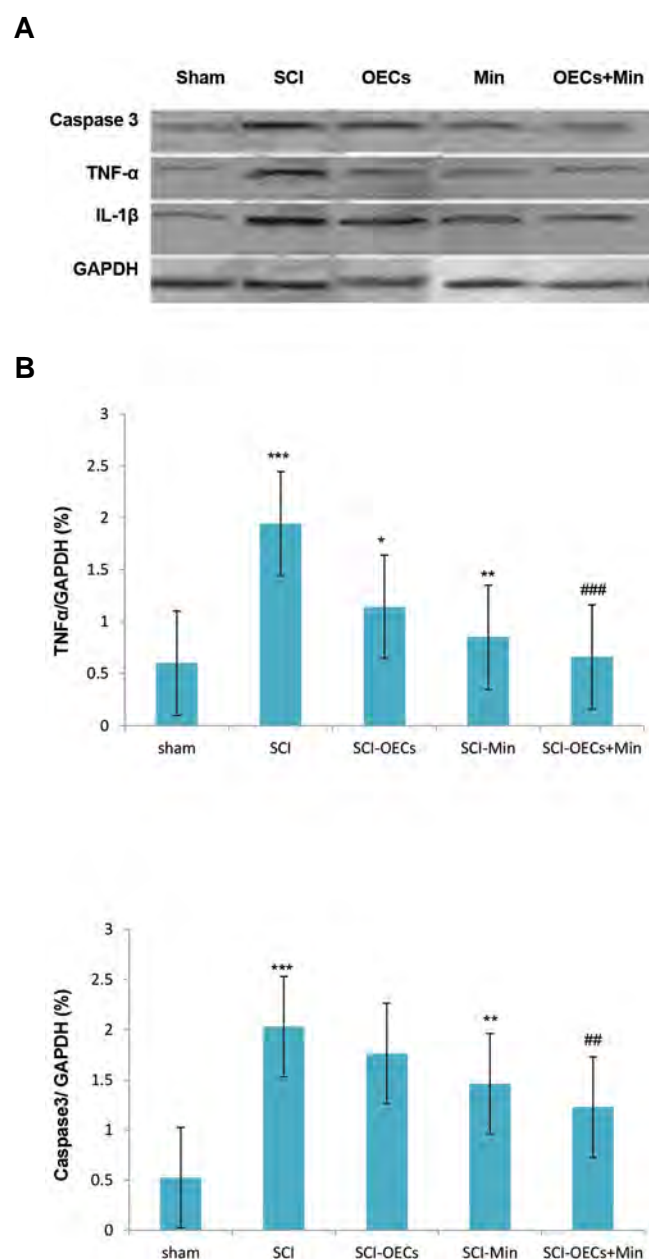 A
Sham SCI OECs Min OECs+Min
Caspase 3
TNF-α
IL-1β
GAPDH
B
3
***
2.5
2
*
**
1.5
###
1
0.5
0
TNFα/GAPDH (%)
sham SCI SCI-OECs SCI-Min SCI-OECs+Min
3
***
2.5
**
2
##
1.5
1
0.5
0
Caspase3/ GAPDH (%)
sham SCI SCI-OECs SCI-Min SCI-OECs+Min